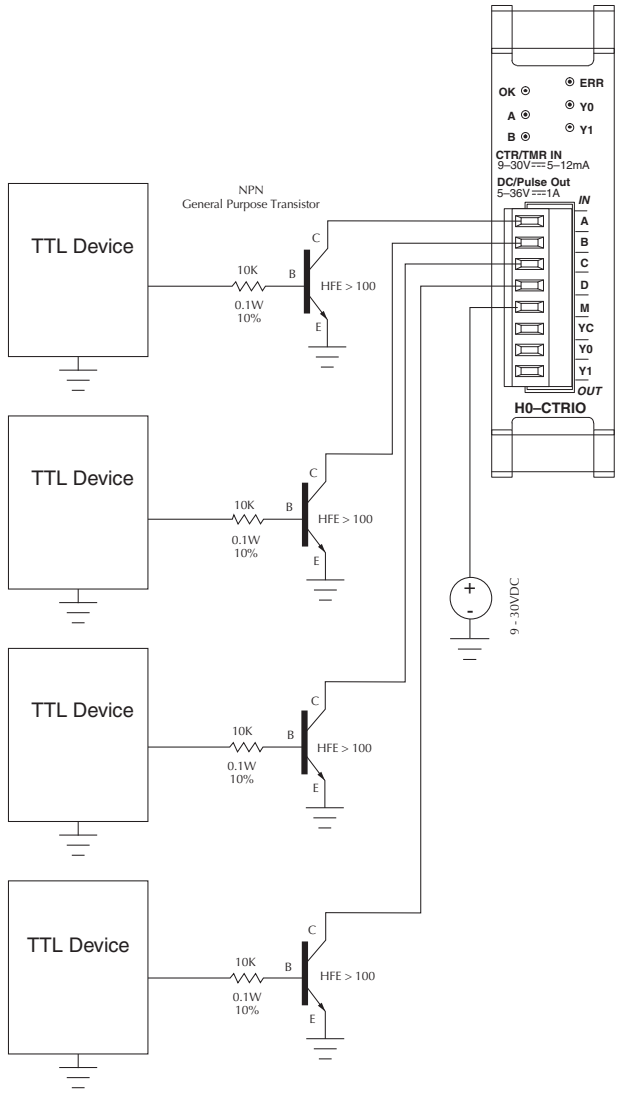 OK
ERR
A
Y0
B
Y1
CTR/TMR IN
9–30V⎓5–12mA
DC/Pulse Out
5–36V⎓1A
IN
A
B
C
D
M
YC
Y0
Y1
OUT
H0–CTRIO
NPN
General Purpose Transistor
TTL Device
10K
0.1W
10%
B
C
HFE > 100
E
TTL Device
10K
0.1W
10%
B
C
HFE > 100
E
+
-
9 - 30VDC
TTL Device
10K
0.1W
10%
B
C
HFE > 100
E
TTL Device
10K
0.1W
10%
B
C
HFE > 100
E